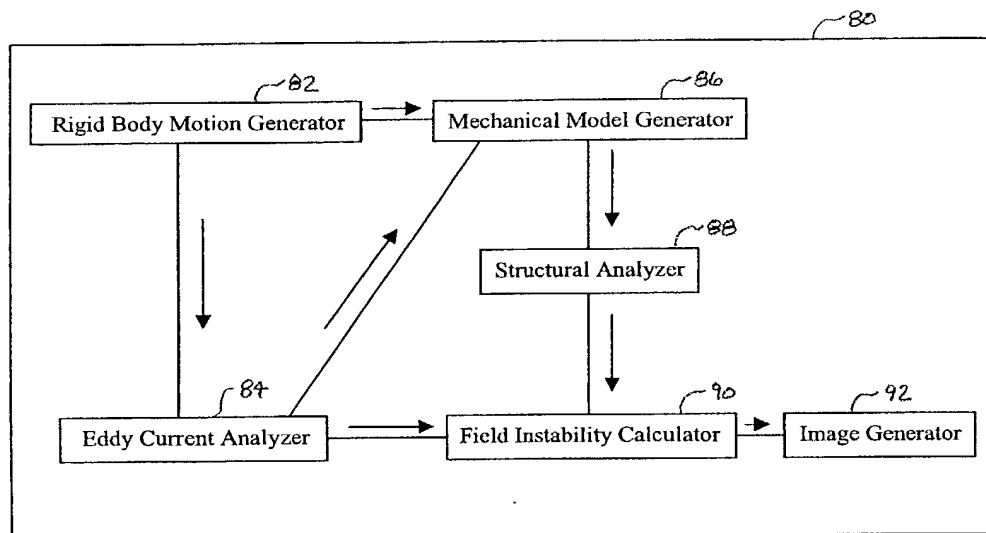 80
82
86
Rigid Body Motion Generator
Mechanical Model Generator
88
Structural Analyzer
84
90
92
Eddy Current Analyzer
Field Instability Calculator
Image Generator